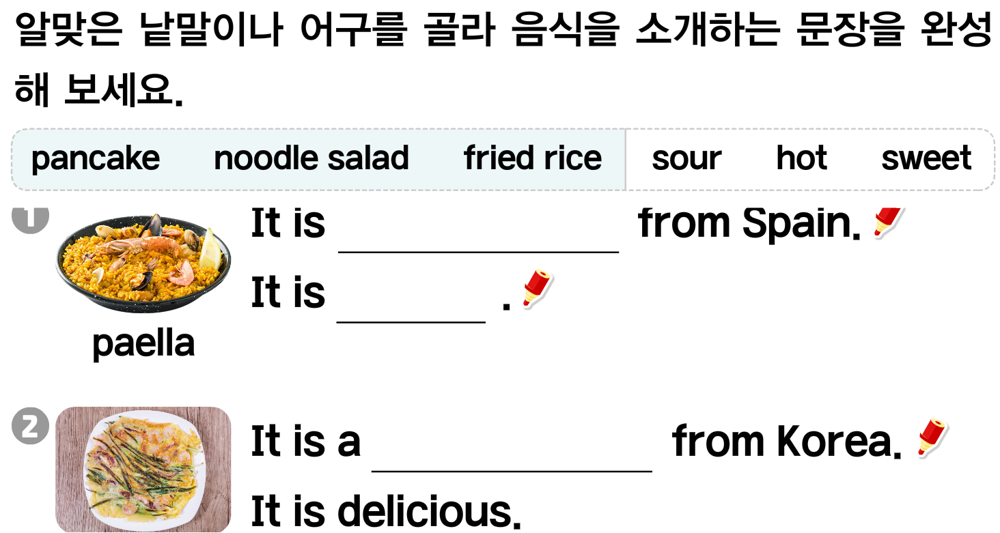 알맞은 낱말이나 어구를 골라 음식을 소개하는 문장을 완성
해 보세요.
pancake noodle salad fried rice sour hot sweet
1 It is from Spain.
It is .
paella
2 It is a from Korea.
It is delicious.